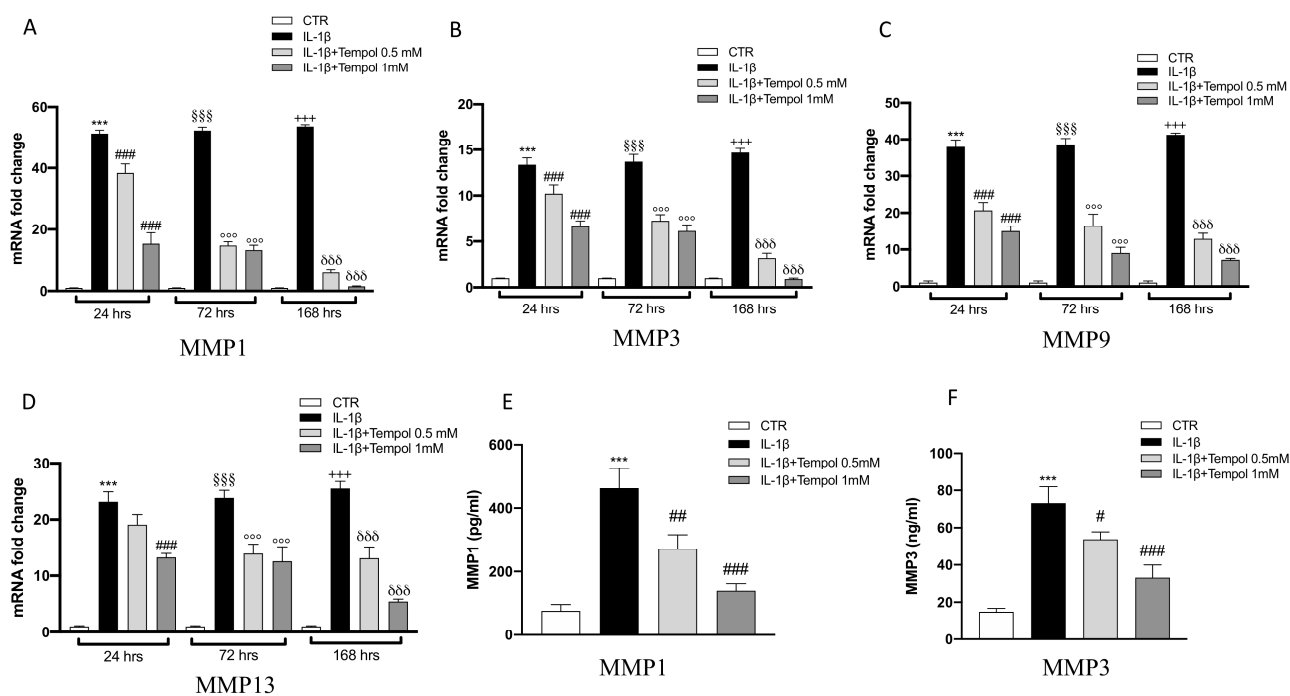 A
CTR
IL-1β
IL-1β+Tempol 0.5 mM
IL-1β+Tempol 1mM
mRNA fold change
60
40
20
0
***
###
###
§§§
°°°
°°°
+++
δδδ
δδδ
24 hrs
72 hrs
168 hrs
MMP1
B
CTR
IL-1β
IL-1β+Tempol 0.5 mM
IL-1β+Tempol 1mM
mRNA fold change
15
10
5
0
***
###
###
§§§
°°°
°°°
+++
δδδ
δδδ
24 hrs
72 hrs
168 hrs
MMP3
C
CTR
IL-1β
IL-1β+Tempol 0.5 mM
IL-1β+Tempol 1mM
mRNA fold change
50
40
30
20
10
0
***
###
###
§§§
°°°
°°°
+++
δδδ
δδδ
24 hrs
72 hrs
168 hrs
MMP9
D
CTR
IL-1β
IL-1β+Tempol 0.5 mM
IL-1β+Tempol 1mM
mRNA fold change
30
20
10
0
***
###
§§§
°°°
°°°
+++
δδδ
δδδ
24 hrs
72 hrs
168 hrs
MMP13
E
CTR
IL-1β
IL-1β+Tempol 0.5mM
IL-1β+Tempol 1mM
MMP1 (pg/ml)
600
400
200
0
***
##
###
MMP1
F
CTR
IL-1β
IL-1β+Tempol 0.5mM
IL-1β+Tempol 1mM
MMP3 (ng/ml)
100
80
60
40
20
0
***
#
###
MMP3